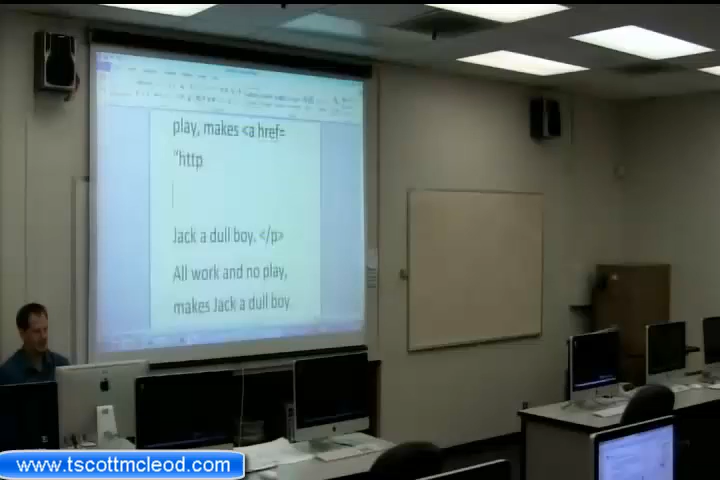 play, makes <a href=
"http
Jack a dull boy. </p>
All work and no play,
makes Jack a dull boy
www.tscottmcleod.com